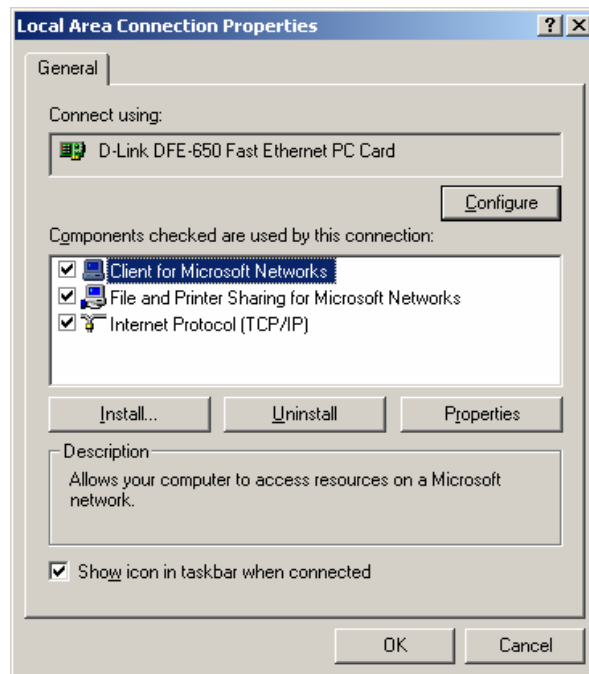 Local Area Connection Properties
General
Connect using:
D-Link DFE-650 Fast Ethernet PC Card
Configure
Components checked are used by this connection:
Client for Microsoft Networks
File and Printer Sharing for Microsoft Networks
Internet Protocol (TCP/IP)
Install... Uninstall Properties
Description
Allows your computer to access resources on a Microsoft
network.
Show icon in taskbar when connected
OK Cancel